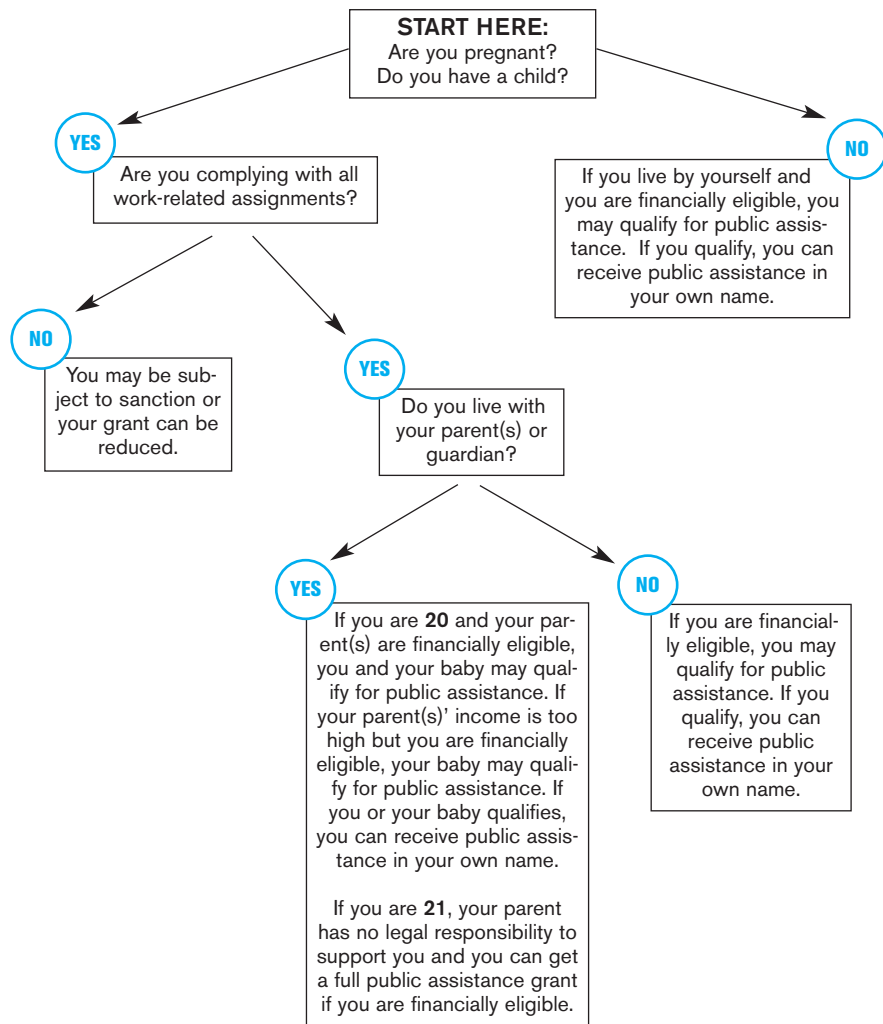 START HERE:
Are you pregnant?
Do you have a child?
YES
NO
Are you complying with all
work-related assignments?
If you live by yourself and
you are financially eligible, you
may qualify for public assis-
tance.  If you qualify, you can
receive public assistance in
your own name.
NO
You may be sub-
ject to sanction or
your grant can be
reduced.
YES
Do you live with
your parent(s) or
guardian?
YES
If you are 20 and your par-
ent(s) are financially eligible,
you and your baby may qual-
ify for public assistance. If
your parent(s)' income is too
high but you are financially
eligible, your baby may quali-
fy for public assistance. If
you or your baby qualifies,
you can receive public assis-
tance in your own name.
If you are 21, your parent
has no legal responsibility to
support you and you can get
a full public assistance grant
if you are financially eligible.
NO
If you are financial-
ly eligible, you may
qualify for public
assistance. If you
qualify, you can
receive public
assistance in your
own name.